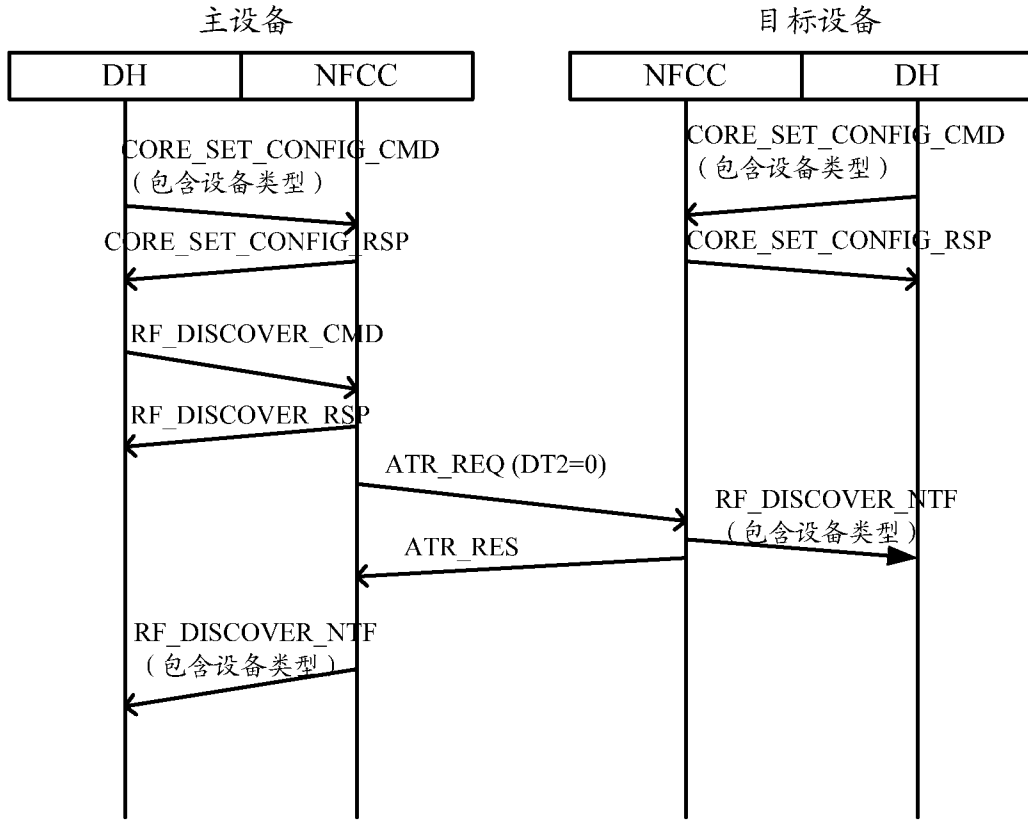 主设备
目标设备
DH
NFCC
NFCC
DH
CORE_SET_CONFIG_CMD
（包含设备类型）
CORE_SET_CONFIG_CMD
（包含设备类型）
CORE_SET_CONFIG_RSP
CORE_SET_CONFIG_RSP
RF_DISCOVER_CMD
RF_DISCOVER_RSP
ATR_REQ (DT2=0)
RF_DISCOVER_NTF
（包含设备类型）
ATR_RES
RF_DISCOVER_NTF
（包含设备类型）